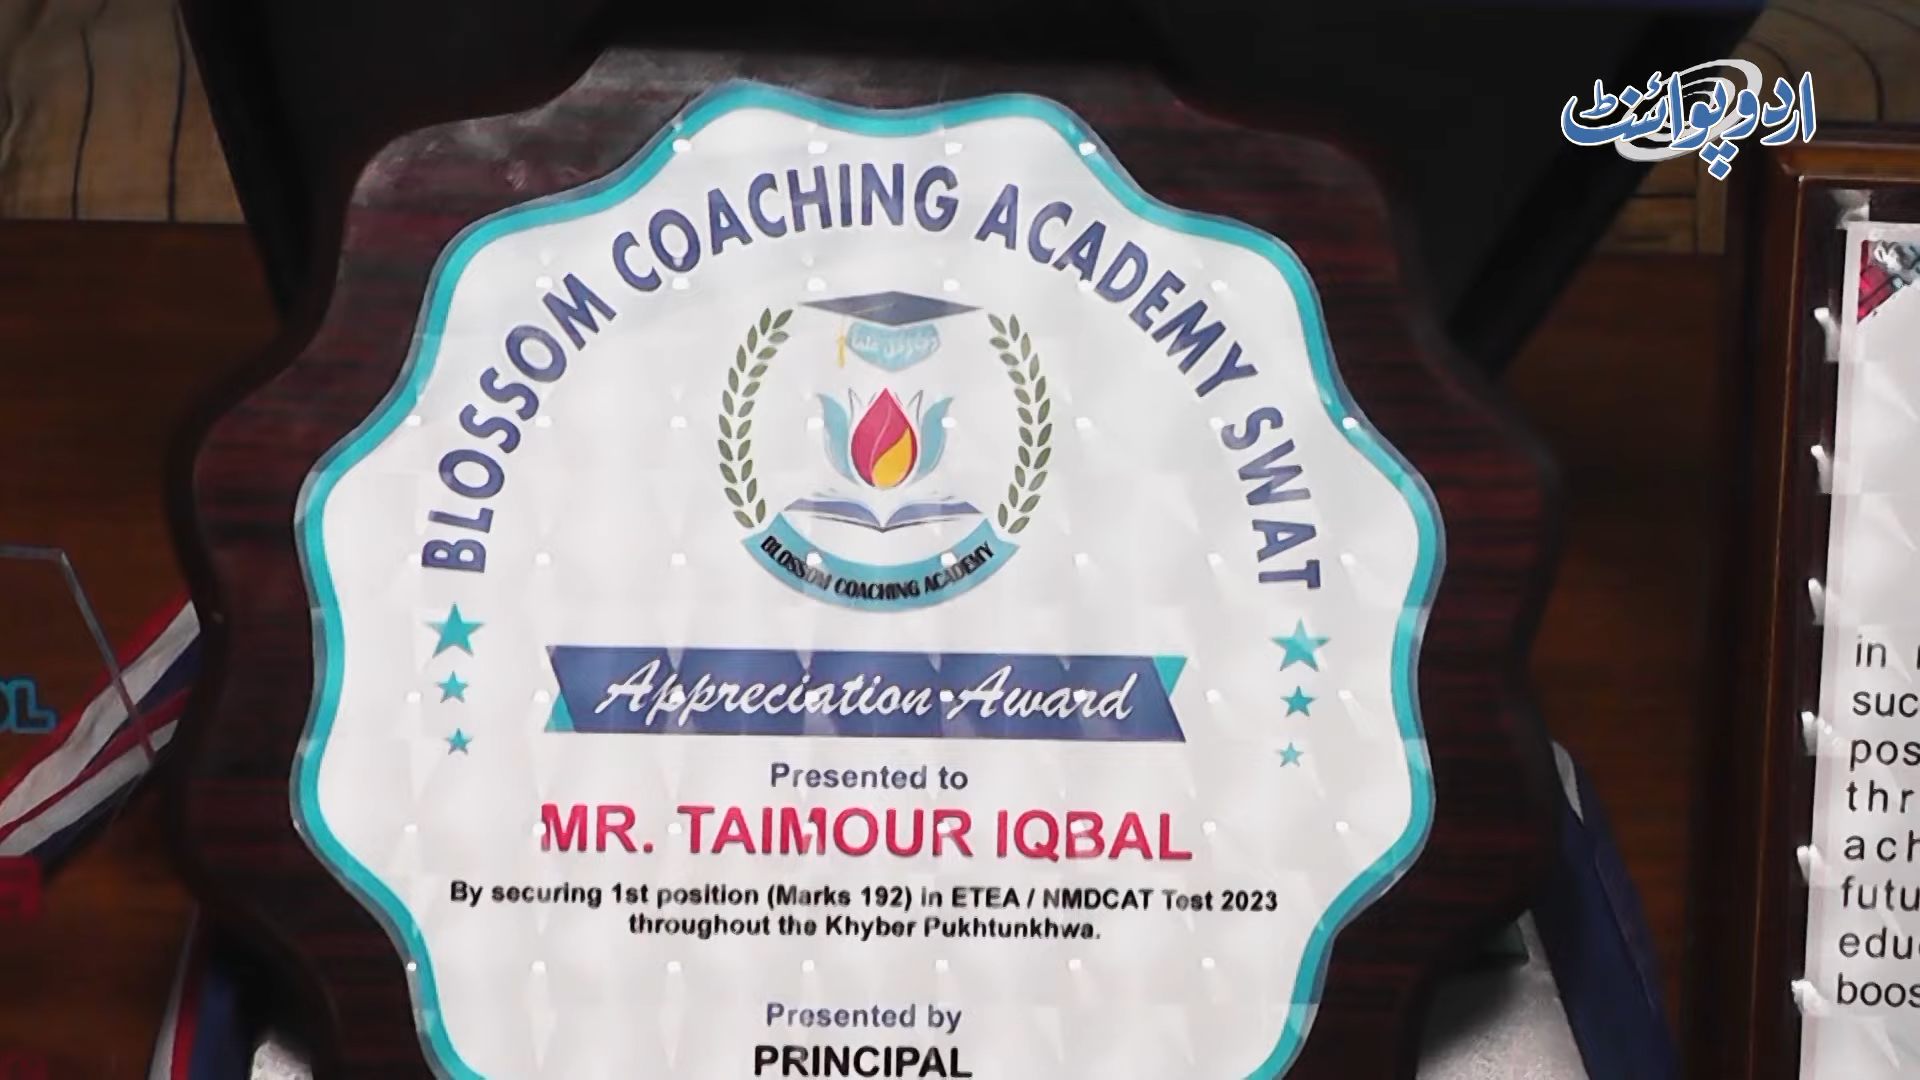 اردو پوائنٹ
BLOSSOM COACHING ACADEMY SWAT
BLOSSOM COACHING ACADEMY
Appreciation Award
Presented to
MR. TAIMOUR IQBAL
By securing 1st position (Marks 192) in ETEA / NMDCAT Test 2023
throughout the Khyber Pukhtunkhwa.
Presented by
PRINCIPAL
in
suc
pos
thr
ach
futu
edu
boos